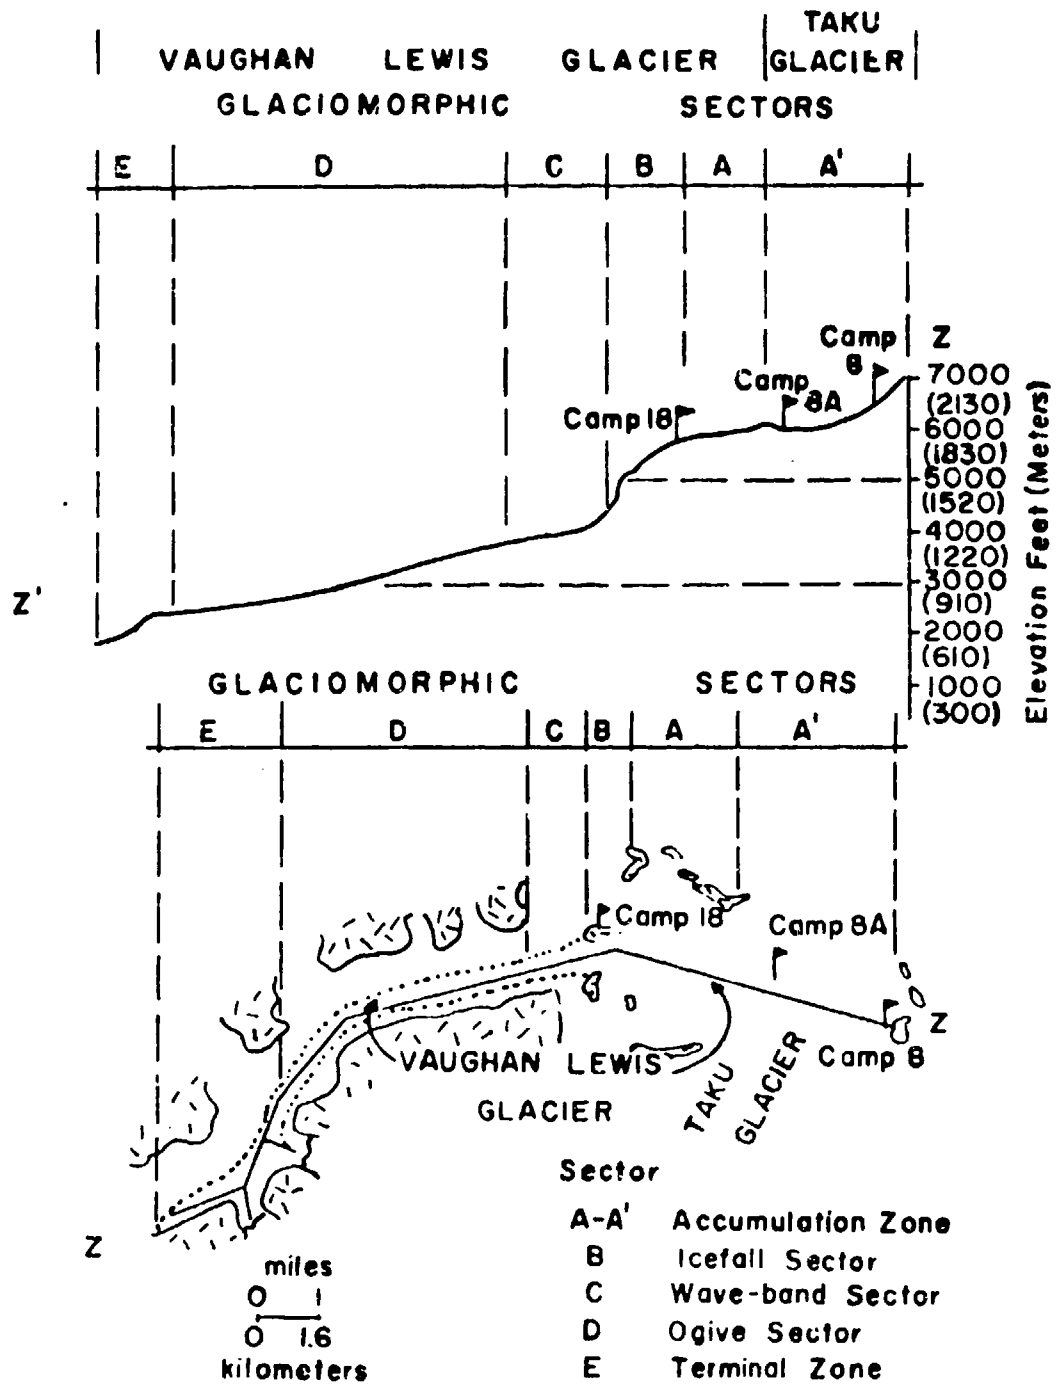 TAKU
VAUGHAN LEWIS GLACIER GLACIER
GLACIOMORPHIC SECTORS
E D C B A A'
Z
Camp
8
Camp
8A
Camp 18
7000
(2130)
6000
(1830)
5000
(1520)
4000
(1220)
3000
(910)
2000
(610)
1000
(300)
Elevation Feet (Meters)
Z'
GLACIOMORPHIC SECTORS
E D C B A A'
Camp 18
Camp 8A
Z
Camp 8
VAUGHAN LEWIS
GLACIER
TAKU
GLACIER
Z
miles
0 1
0 1.6
kilometers
Sector
A-A' Accumulation Zone
B Icefall Sector
C Wave-band Sector
D Ogive Sector
E Terminal Zone